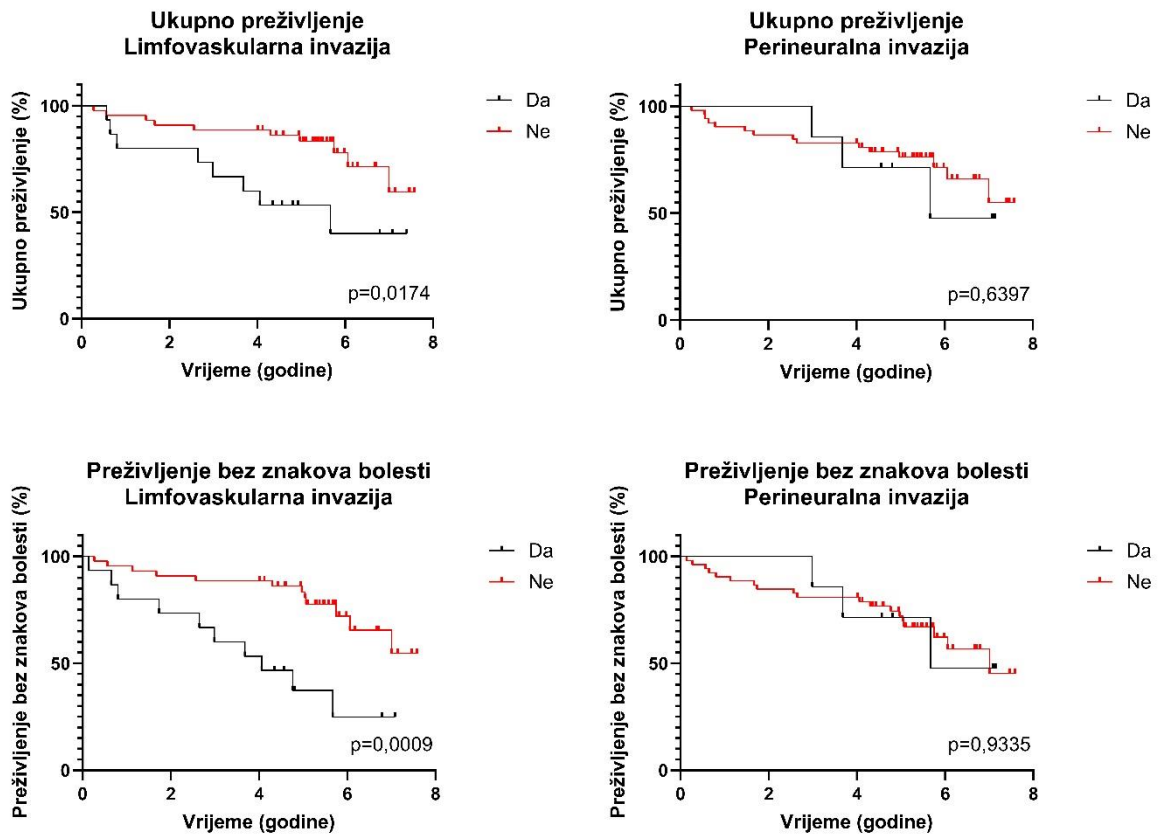 Ukupno preživljenje
Limfovaskularna invazija
Ukupno preživljenje (%)
100
50
0
Da
Ne
p=0,0174
0 2 4 6 8
Vrijeme (godine)
Ukupno preživljenje
Perineuralna invazija
Ukupno preživljenje (%)
100
50
0
Da
Ne
p=0,6397
0 2 4 6 8
Vrijeme (godine)
Preživljenje bez znakova bolesti
Limfovaskularna invazija
Preživljenje bez znakova bolesti (%)
100
50
0
Da
Ne
p=0,0009
0 2 4 6 8
Vrijeme (godine)
Preživljenje bez znakova bolesti
Perineuralna invazija
Preživljenje bez znakova bolesti (%)
100
50
0
Da
Ne
p=0,9335
0 2 4 6 8
Vrijeme (godine)